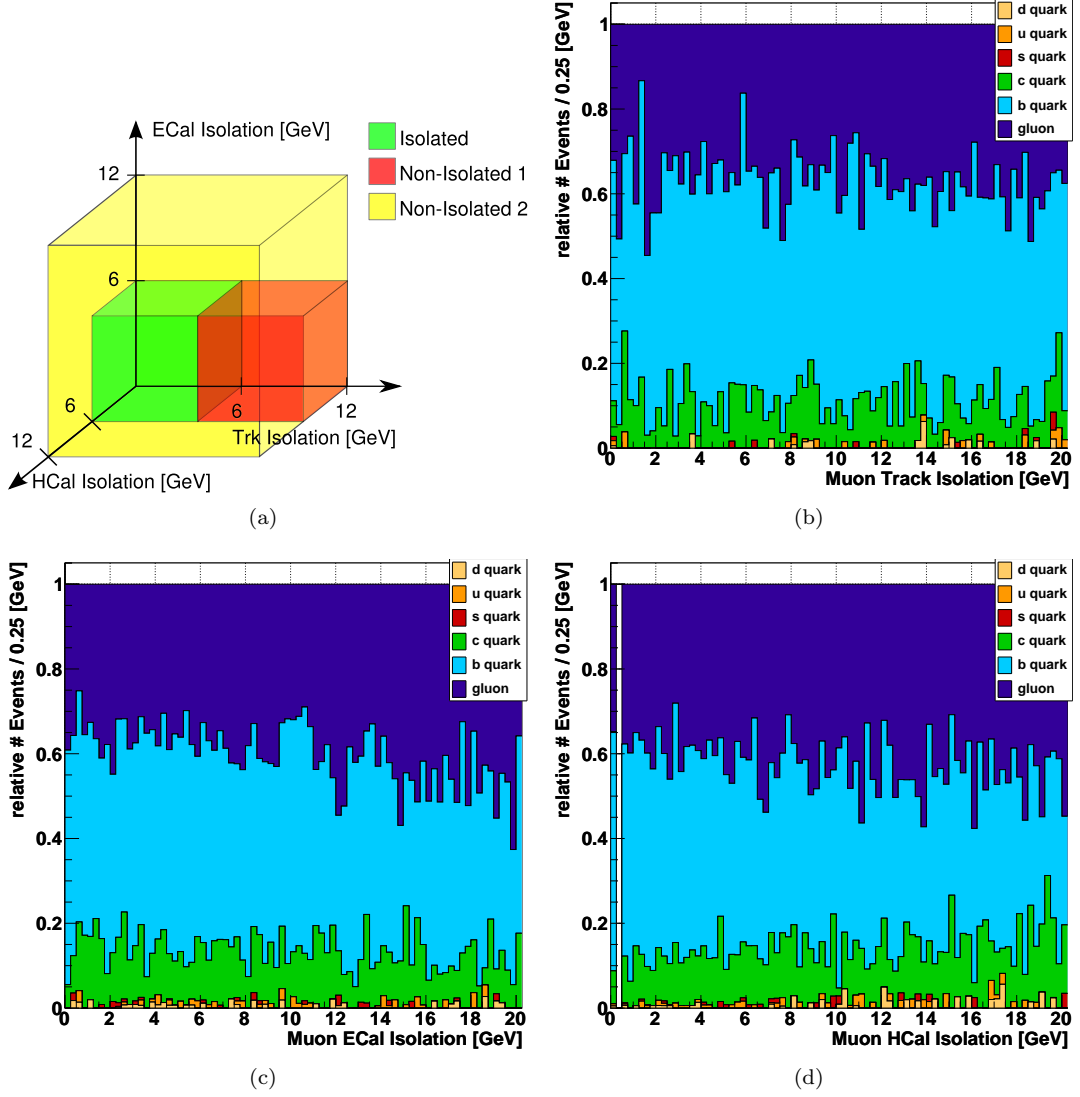 ECal Isolation [GeV]
Isolated
Non-Isolated 1
Non-Isolated 2
12
6
6
12
6
12
Trk Isolation [GeV]
HCal Isolation [GeV]
(a)
relative # Events / 0.25 [GeV]
1
0.8
0.6
0.4
0.2
0
0 2 4 6 8 10 12 14 16 18 20
Muon Track Isolation [GeV]
d quark
u quark
s quark
c quark
b quark
gluon
(b)
relative # Events / 0.25 [GeV]
1
0.8
0.6
0.4
0.2
0
0 2 4 6 8 10 12 14 16 18 20
Muon ECal Isolation [GeV]
d quark
u quark
s quark
c quark
b quark
gluon
(c)
relative # Events / 0.25 [GeV]
1
0.8
0.6
0.4
0.2
0
0 2 4 6 8 10 12 14 16 18 20
Muon HCal Isolation [GeV]
d quark
u quark
s quark
c quark
b quark
gluon
(d)